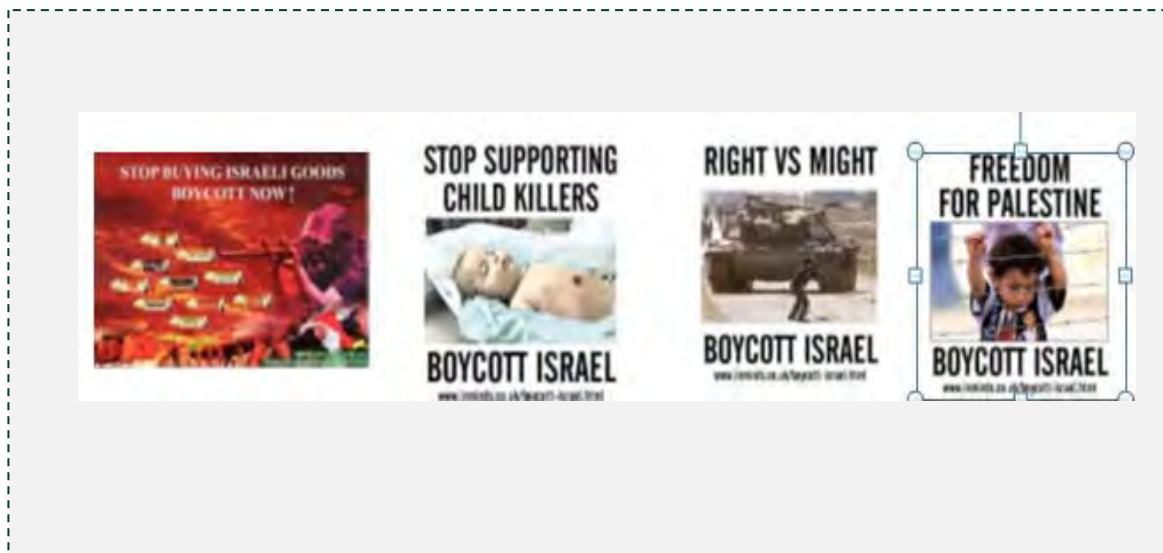 STOP BUYING ISRAELI GOODS
BOYCOTT NOW!
STOP SUPPORTING
CHILD KILLERS
BOYCOTT ISRAEL
RIGHT VS MIGHT
BOYCOTT ISRAEL
FREEDOM
FOR PALESTINE
BOYCOTT ISRAEL